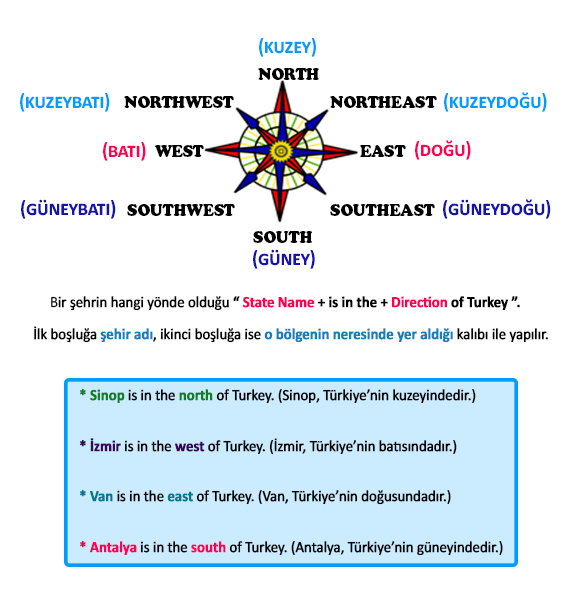 (KUZEY)
NORTH
(KUZEYBATI) NORTHWEST NORTHEAST (KUZEYDOĞU)
(BATI) WEST EAST (DOĞU)
(GÜNEYBATI) SOUTHWEST SOUTHEAST (GÜNEYDOĞU)
SOUTH
(GÜNEY)
Bir şehrin hangi yönde olduğu “ State Name + is in the + Direction of Turkey ”.
İlk boşluğa şehir adı, ikinci boşluğa ise o bölgenin neresinde yer aldığı kalıbı ile yapılır.
* Sinop is in the north of Turkey. (Sinop, Türkiye’nin kuzeyindedir.)
* İzmir is in the west of Turkey. (İzmir, Türkiye’nin batısındadır.)
* Van is in the east of Turkey. (Van, Türkiye’nin doğusundadır.)
* Antalya is in the south of Turkey. (Antalya, Türkiye’nin güneyindedir.)